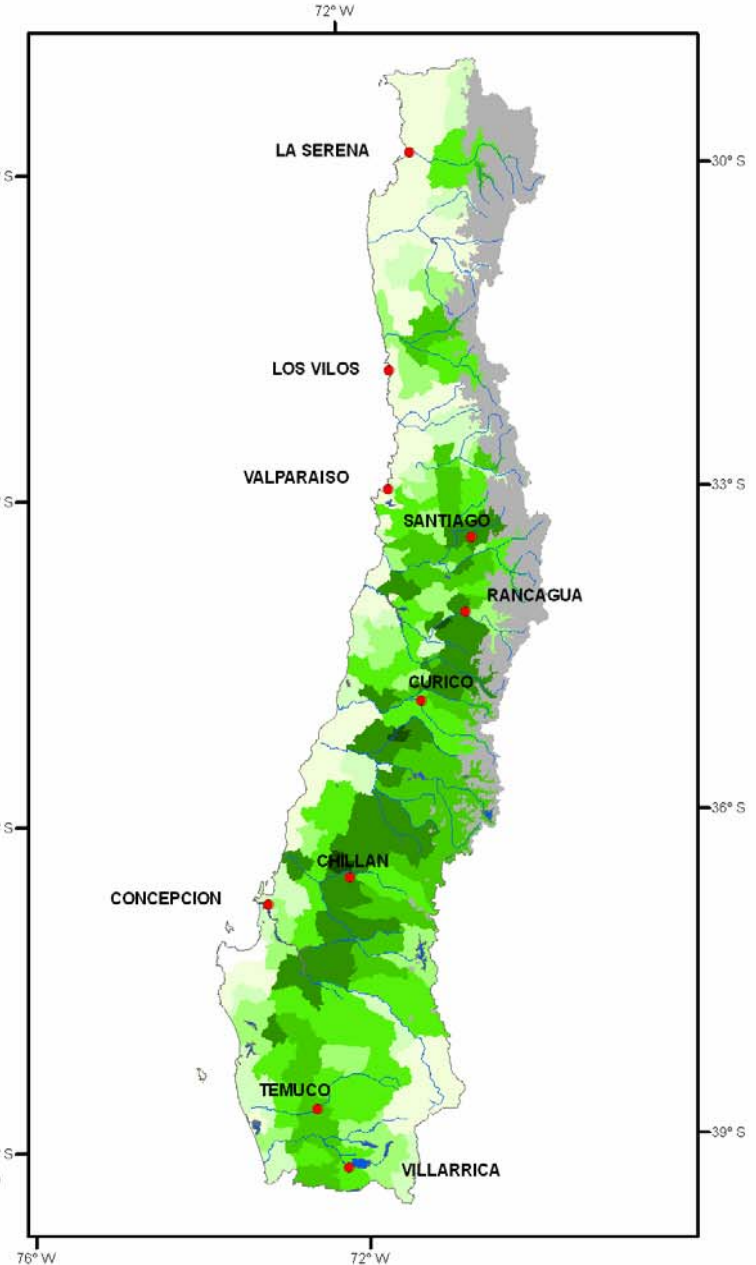 72° W
LA SERENA
30° S
S
LOS VILOS
VALPARAISO
33° S
S
SANTIAGO
RANCAGUA
CURICO
36° S
S
CHILLAN
CONCEPCION
TEMUCO
39° S
S
VILLARRICA
76° W
72° W